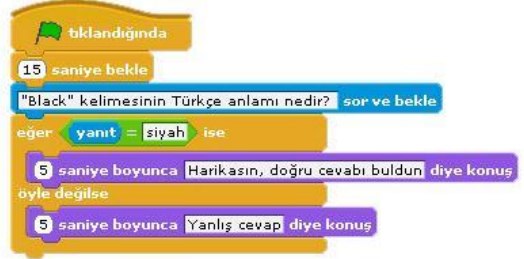 tıklandığında
15 saniye bekle
"Black" kelimesinin Türkçe anlamı nedir? sor ve bekle
eğer yanıt = siyah ise
5 saniye boyunca Harikasın, doğru cevabı buldun diye konuş
öyle değilse
5 saniye boyunca Yanlış cevap diye konuş